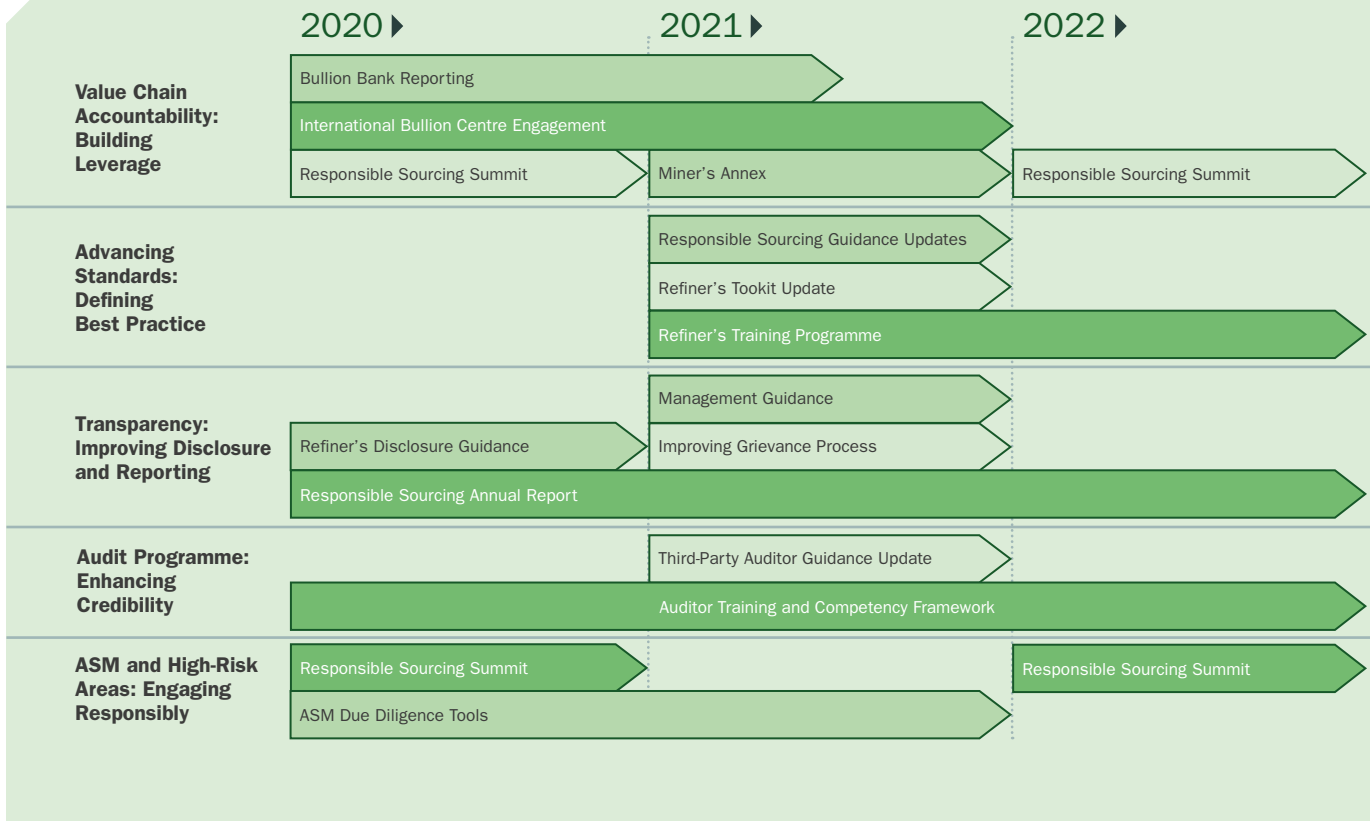 2020
2021
2022
Value Chain
Accountability:
Building
Leverage
Bullion Bank Reporting
International Bullion Centre Engagement
Responsible Sourcing Summit
Miner’s Annex
Responsible Sourcing Summit
Advancing
Standards:
Defining
Best Practice
Responsible Sourcing Guidance Updates
Refiner’s Tookit Update
Refiner’s Training Programme
Transparency:
Improving Disclosure
and Reporting
Management Guidance
Refiner’s Disclosure Guidance
Improving Grievance Process
Responsible Sourcing Annual Report
Audit Programme:
Enhancing
Credibility
Third-Party Auditor Guidance Update
Auditor Training and Competency Framework
ASM and High-Risk
Areas: Engaging
Responsibly
Responsible Sourcing Summit
Responsible Sourcing Summit
ASM Due Diligence Tools